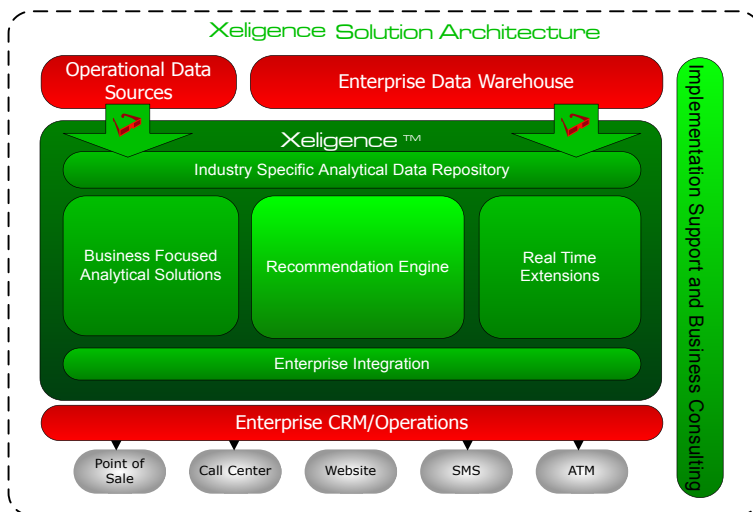 Xeligence Solution Architecture
Operational Data
Sources
Enterprise Data Warehouse
Xeligence ™
Industry Specific Analytical Data Repository
Business Focused
Analytical Solutions
Recommendation Engine
Real Time
Extensions
Enterprise Integration
Enterprise CRM/Operations
Point of
Sale
Call Center
Website
SMS
ATM
Implementation Support and Business Consulting